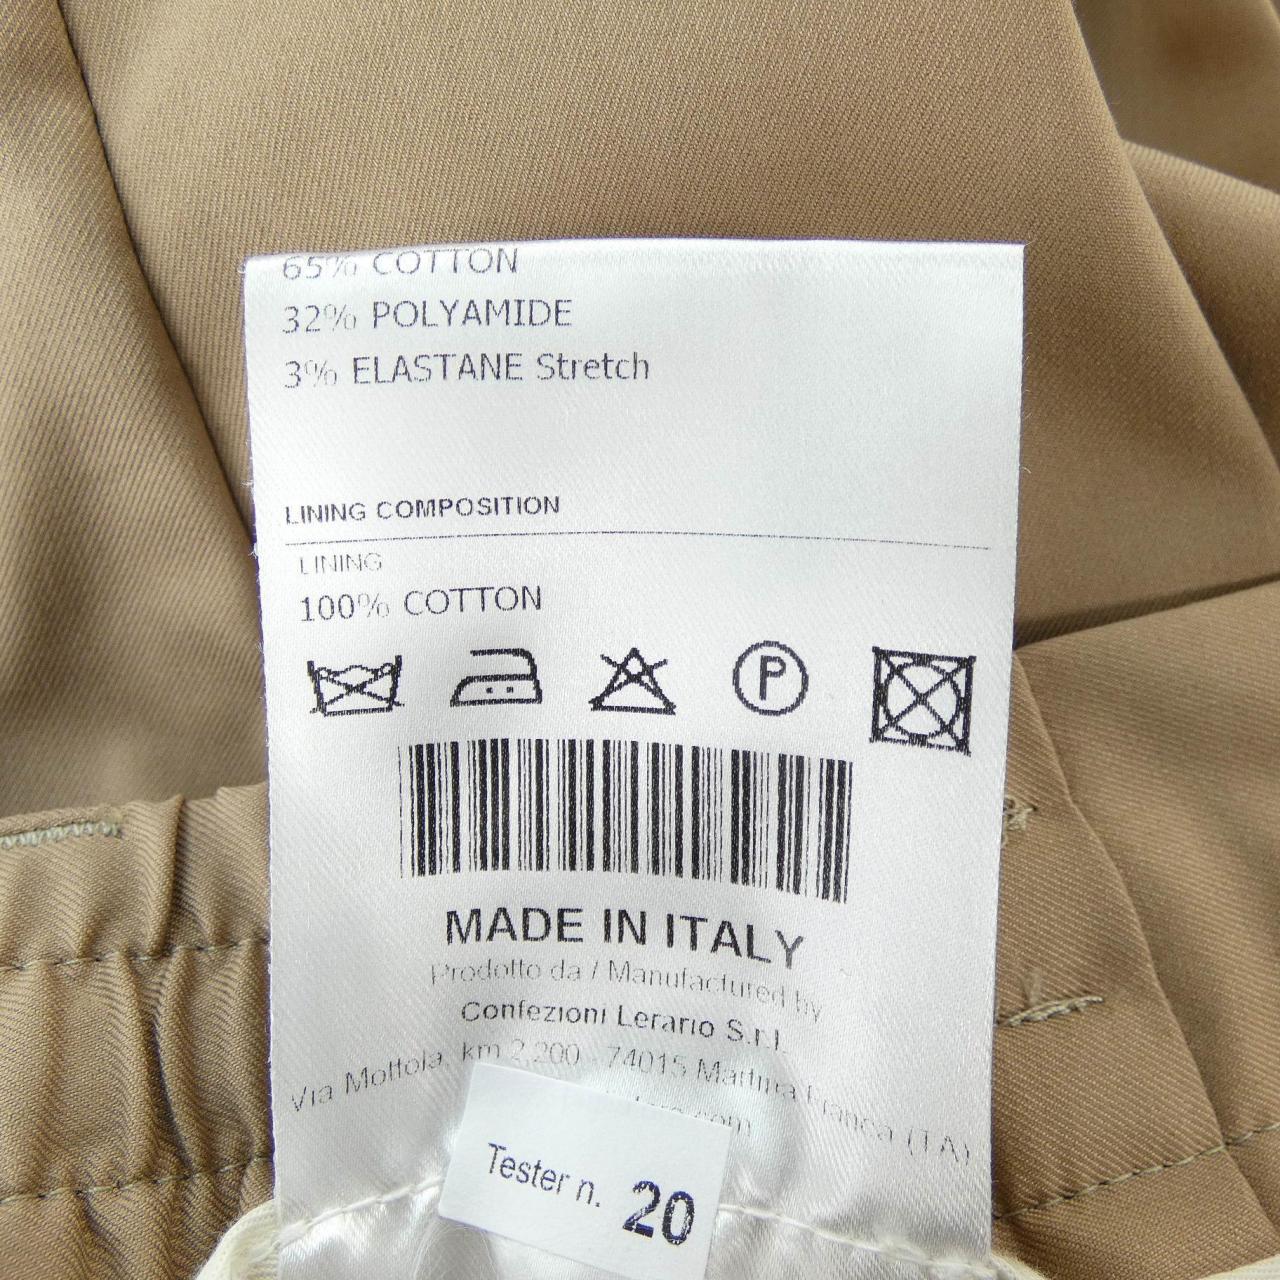 65% COTTON
32% POLYAMIDE
3% ELASTANE Stretch
LINING COMPOSITION
LINING
100% COTTON
P
MADE IN ITALY
Prodotto da / Manufactured by
Confezioni Lerario S.r.l.
Via Mottola, km 2,200 - 74015 Martina Franca (TA)
Tester n. 20